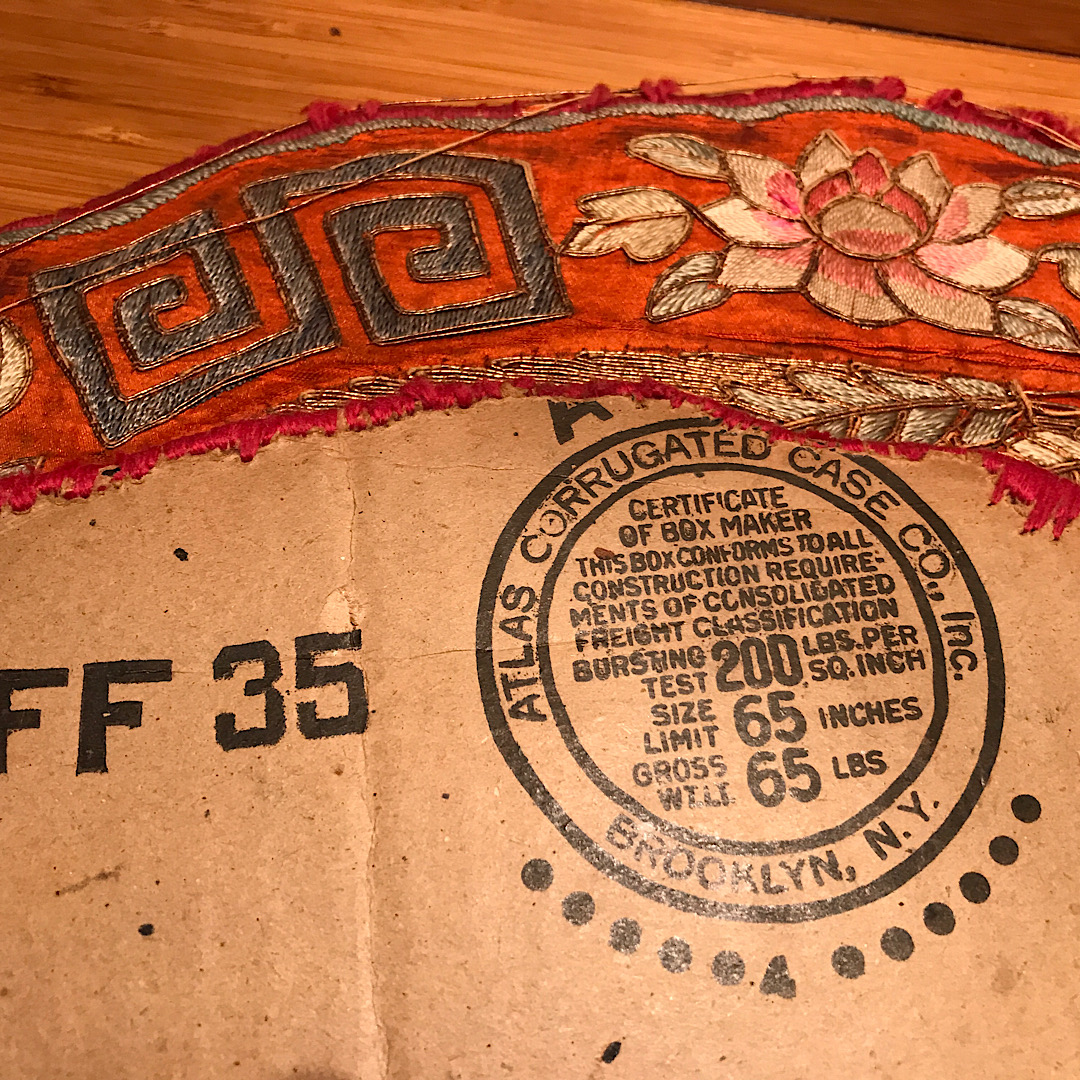 ATLAS CORRUGATED CASE CO., Inc.
CERTIFICATE
OF BOX MAKER
THIS BOX CONFORMS TO ALL
CONSTRUCTION REQUIRE-
MENTS OF CONSOLIDATED
FREIGHT CLASSIFICATION
BURSTING TEST 200 LBS. PER SQ. INCH
SIZE LIMIT 65 INCHES
GROSS WT. LT. 65 LBS
BROOKLYN, N.Y.
FF 35